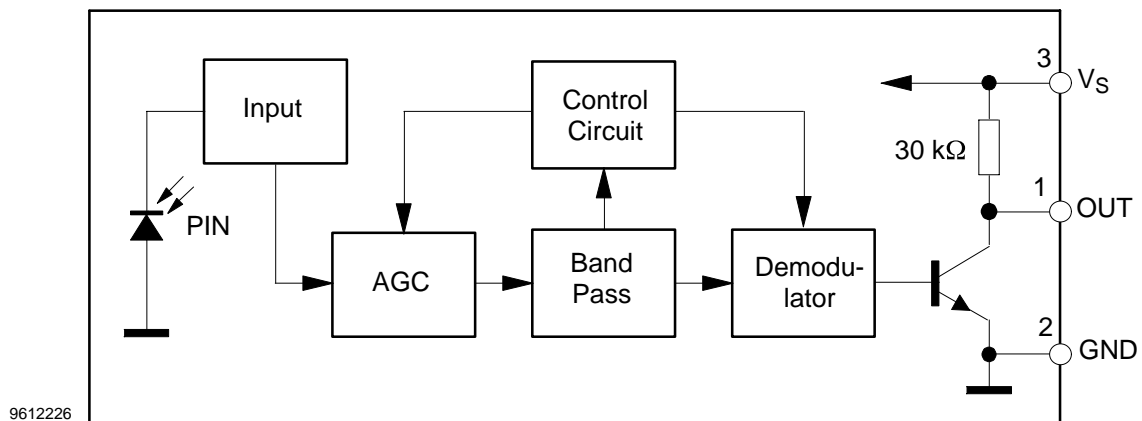 Input
Control
Circuit
3
VS
30 kΩ
1
OUT
PIN
AGC
Band
Pass
Demodu-
lator
2
GND
9612226